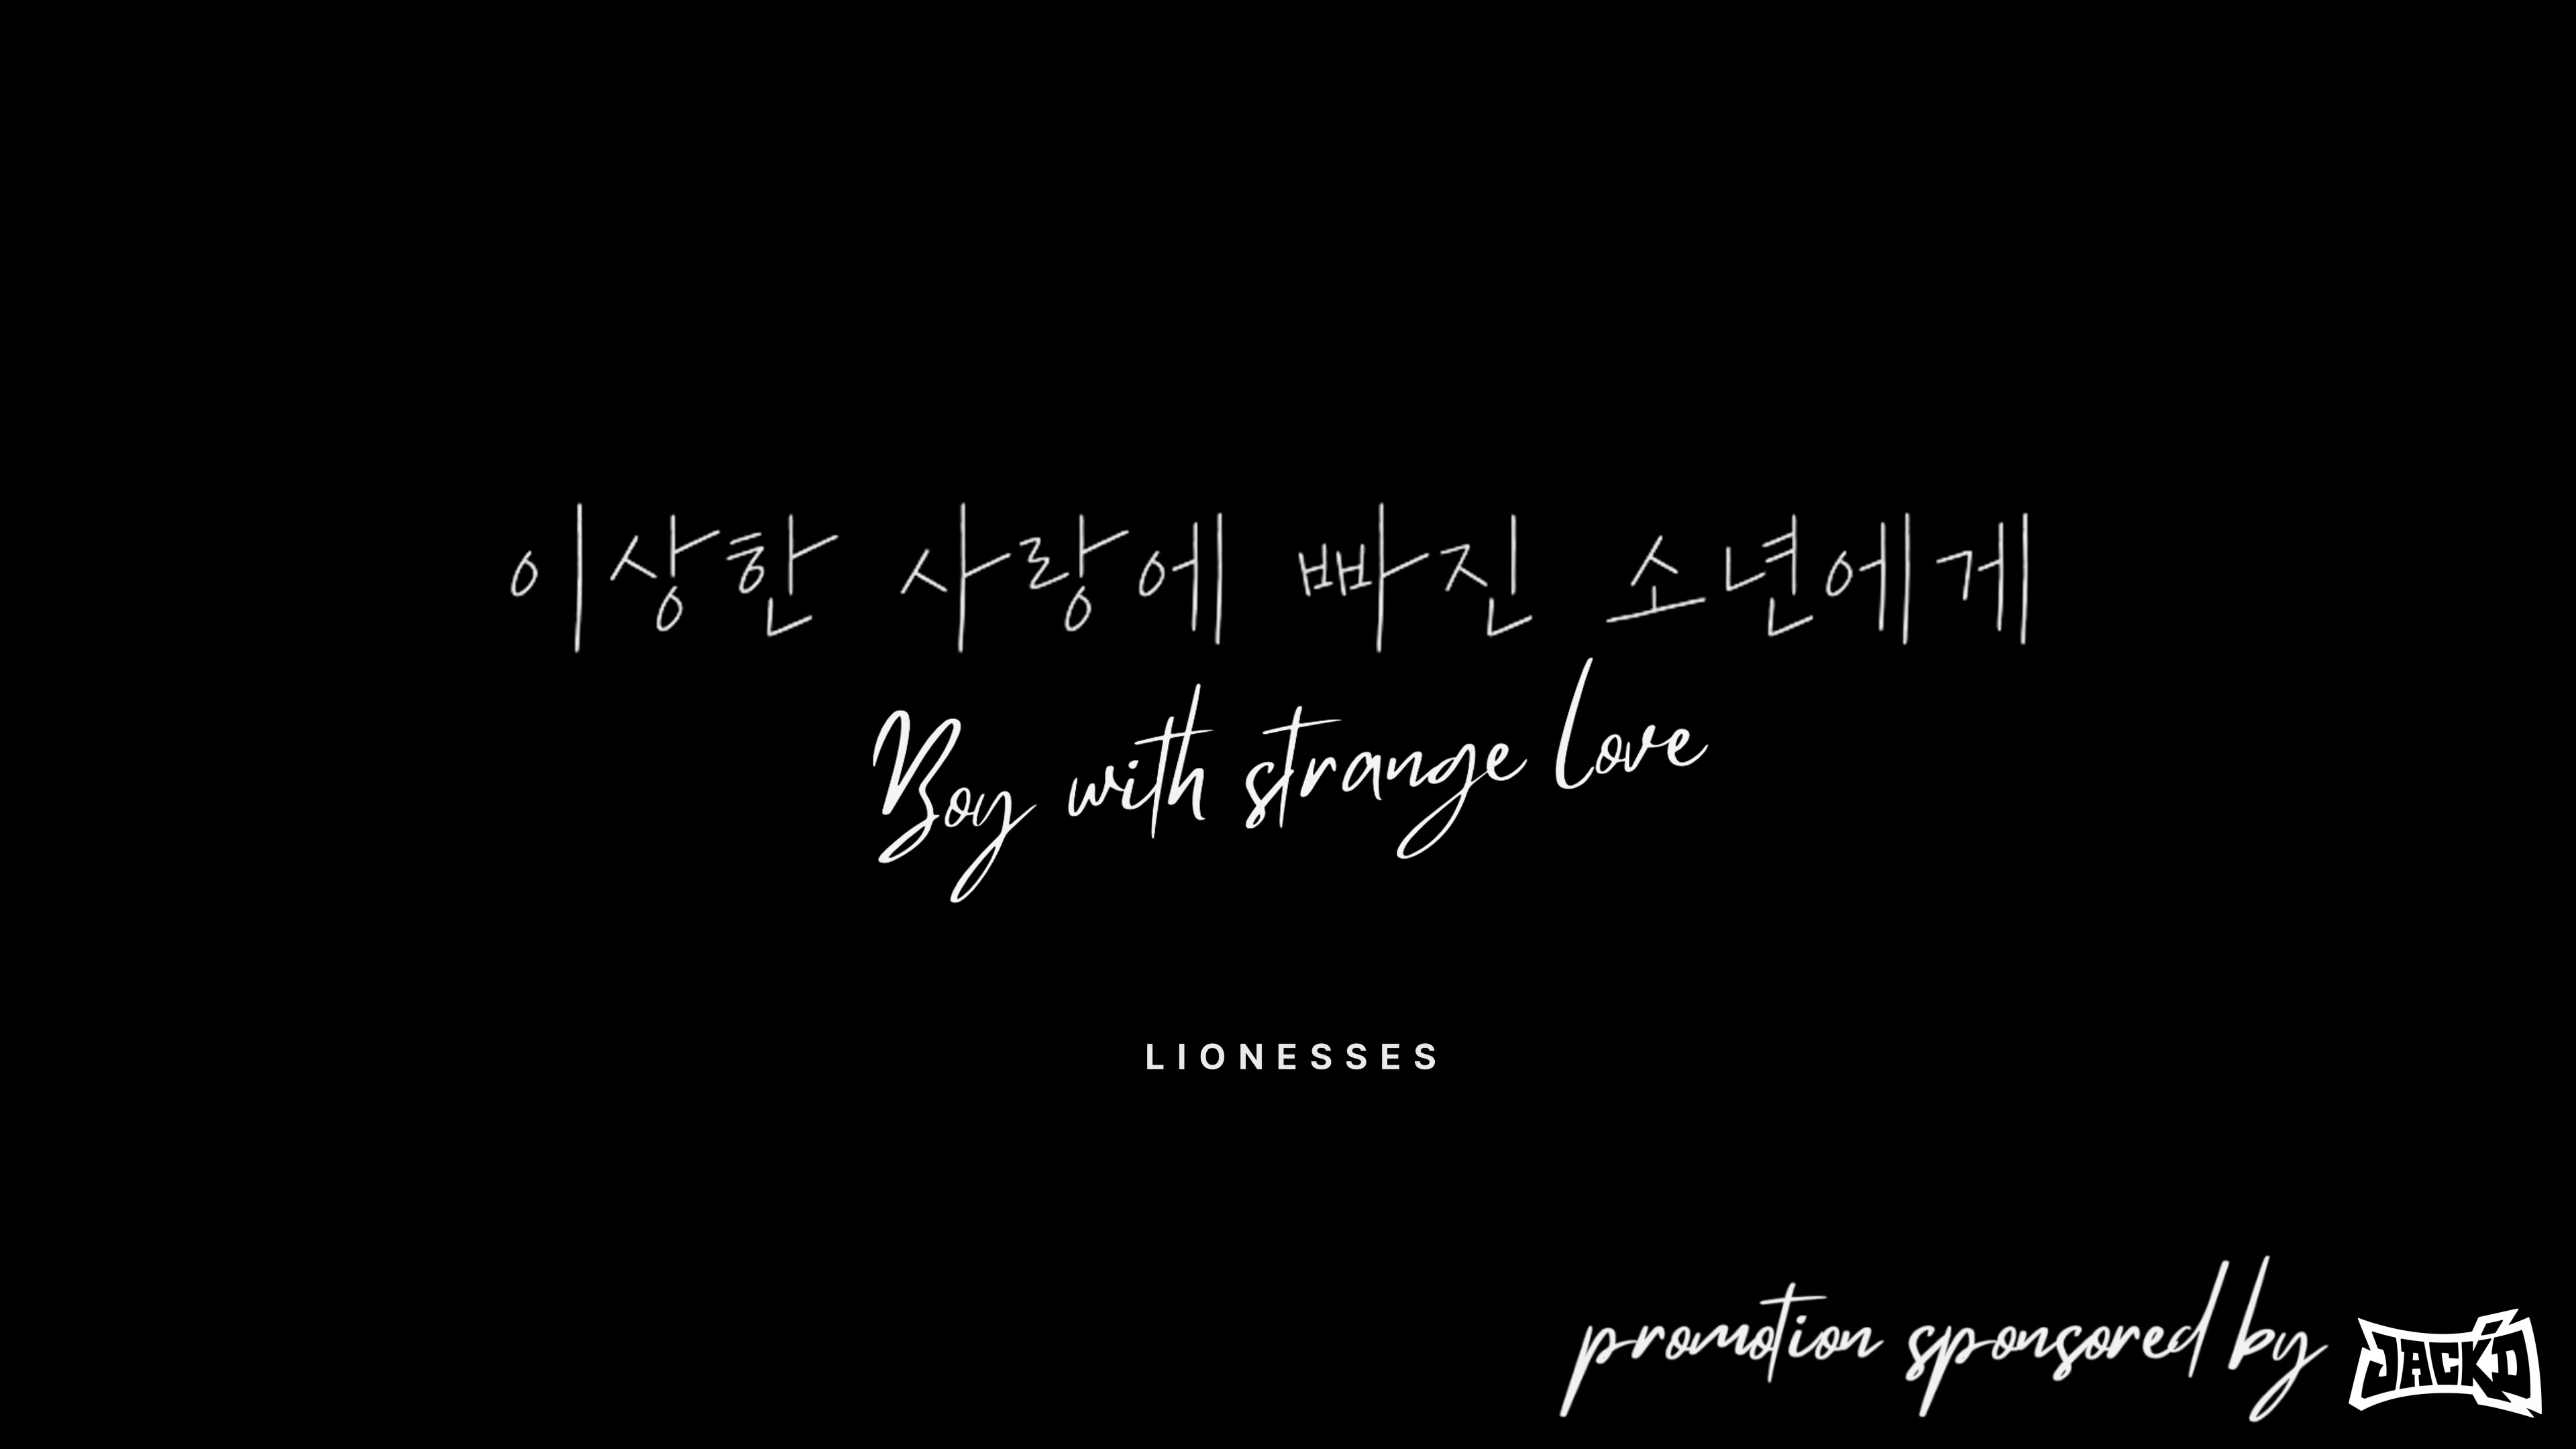 이상한 사랑에 빠진 소년에게
Boy with strange love
LIONESSES
promotion sponsored by JACK'D